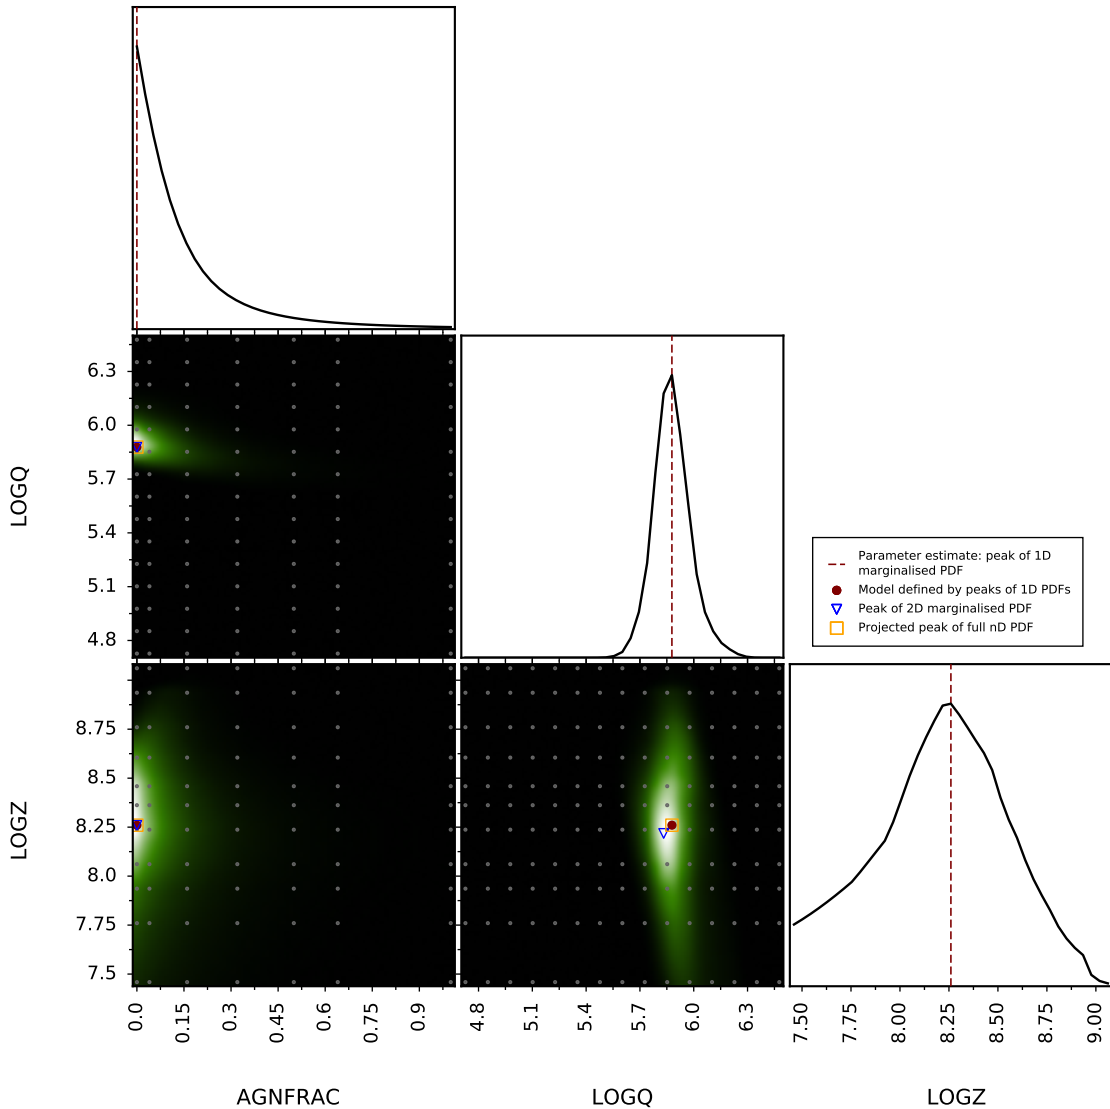 6.3
6.0
5.7
5.4
5.1
4.8
LOGQ
Parameter estimate: peak of 1D
marginalised PDF
Model defined by peaks of 1D PDFs
Peak of 2D marginalised PDF
Projected peak of full nD PDF
8.75
8.5
8.25
8.0
7.75
7.5
LOGZ
0.0 0.15 0.3 0.45 0.6 0.75 0.9
4.8 5.1 5.4 5.7 6.0 6.3
7.50 7.75 8.00 8.25 8.50 8.75 9.00
AGNFRAC
LOGQ
LOGZ